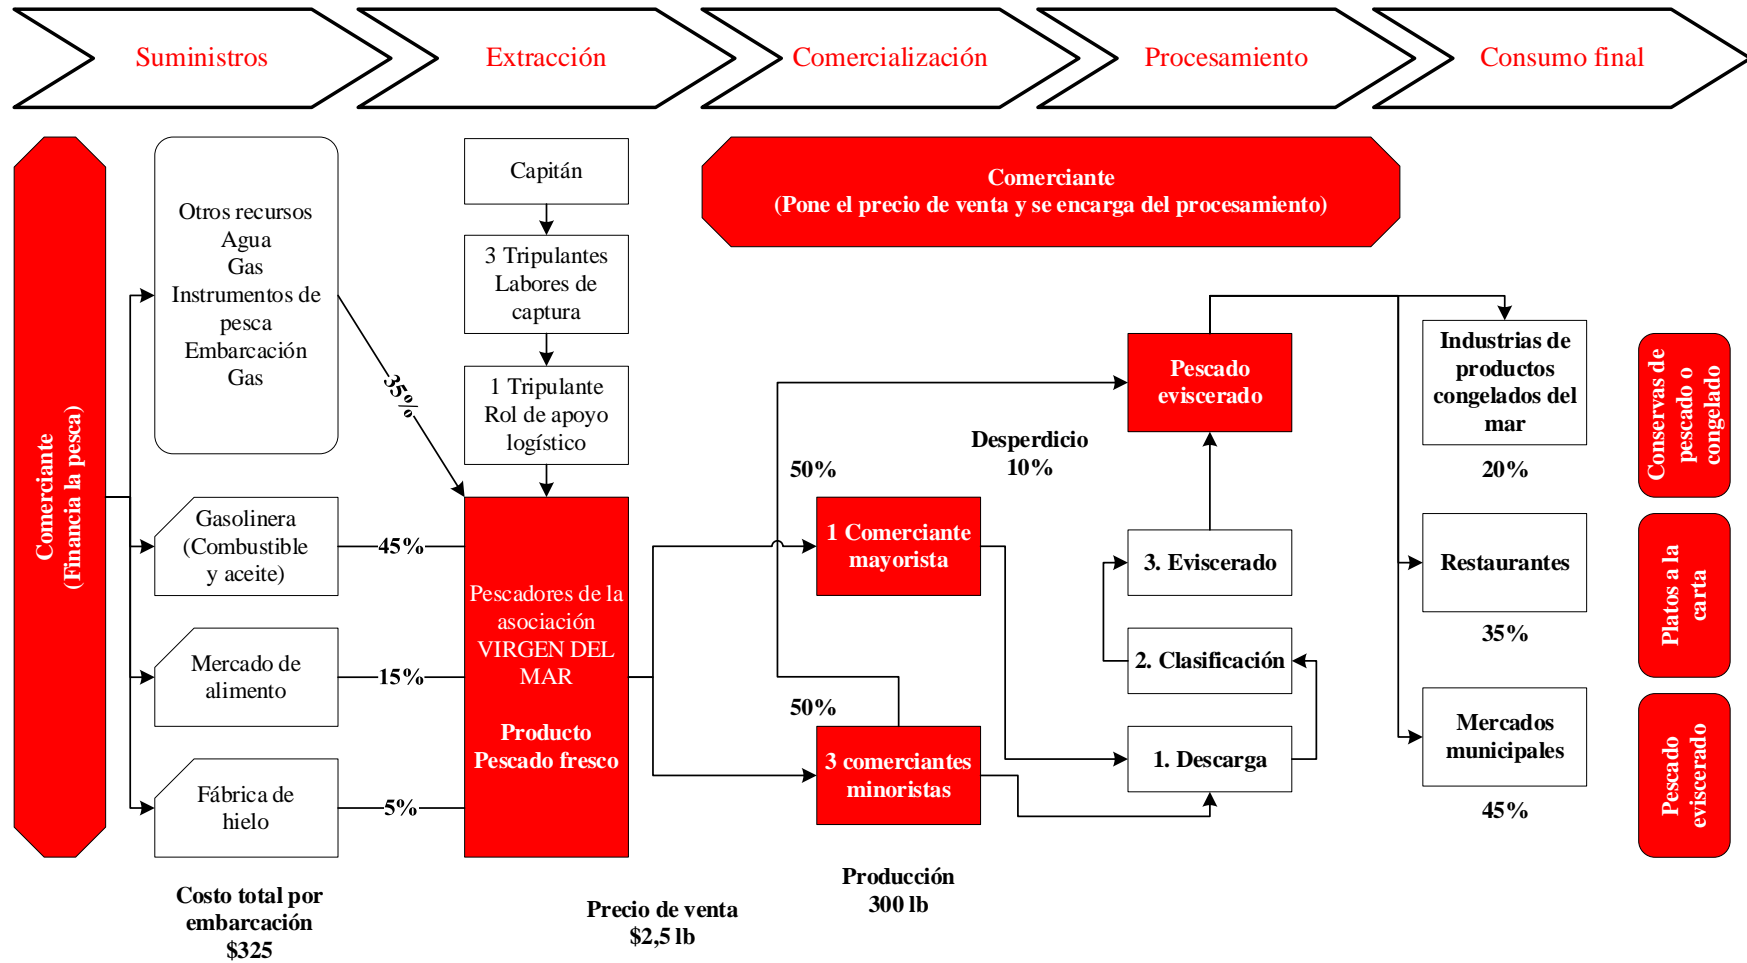 Suministros
Extracción
Comercialización
Procesamiento
Consumo final
Comerciante
(Financia la pesca)
Otros recursos
Agua
Gas
Instrumentos de
pesca
Embarcación
Gas
Gasolinera
(Combustible
y aceite)
Mercado de
alimento
Fábrica de
hielo
Costo total por
embarcación
$325
35%
45%
15%
5%
Capitán
3 Tripulantes
Labores de
captura
1 Tripulante
Rol de apoyo
logístico
Pescadores de la
asociación
VIRGEN DEL
MAR
Producto
Pescado fresco
Precio de venta
$2,5 lb
Comerciante
(Pone el precio de venta y se encarga del procesamiento)
50%
1 Comerciante
mayorista
50%
3 comerciantes
minoristas
Producción
300 lb
Desperdicio
10%
Pescado
eviscerado
3. Eviscerado
2. Clasificación
1. Descarga
Industrias de
productos
congelados del
mar
20%
Restaurantes
35%
Mercados
municipales
45%
Conservas de
pescado o
congelado
Platos a la
carta
Pescado
eviscerado